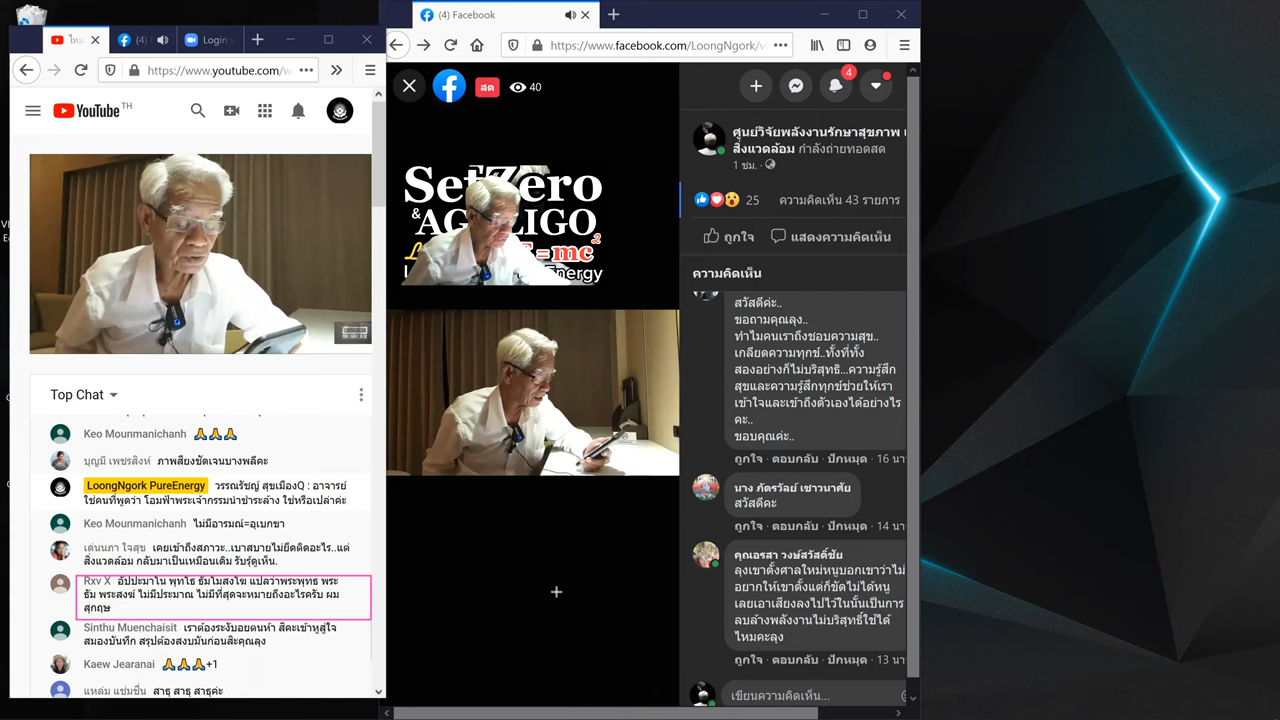 (4)
Login
https://www.youtube.com/w
YouTube TH
Top Chat
Keo Mounmanichanh 🙏🙏🙏
บุญมี เพชรสิงห์ ภาพเสียงชัดเจนบางพลีคะ
LoongNgork PureEnergy วรรณรัชญ์ สุขเมืองQ : อาจารย์
ใช่คนที่พูดว่า โอมฟ้าพระเจ้ากรรมนำชำระล้าง ใช่หรือเปล่าค่ะ
Keo Mounmanichanh ไม่มีอารมณ์=อุเบกขา
เด่นนภา ใจสุข เคยเข้าถึงสภาวะ..เบาสบายไม่ยึดติดอะไร..แต่
สิ่งแวดล้อม กลับมาเป็นเหมือนเดิม รับรู้ดูเห็น.
Rxv X อัปปะมาโน พุทโธ ธัมโมสงโฆ แปลว่าพระพุทธ พระ
ธัม พระสงฆ์ ไม่มีประมาณ ไม่มีที่สุดจะหมายถึงอะไรครับ ผม
สุกฤษ
Sinthu Muenchaisit เราต้องระงับอยตนห้า สิคะเข้าหูสู่ใจ
สมองบันทึก สรุปต้องสงบมันก่อนสิะคุณลุง
Kaew Jearanai 🙏🙏🙏+1
แหล่ม แช่มชื่น สาธุ สาธุ สาธุค่ะ
(4) Facebook
https://www.facebook.com/LoongNgork/v
สด 40
4
SetZero
&
= mc²
Energy
ศูนย์วิจัยพลังงานรักษาสุขภาพ
สิ่งแวดล้อม กำลังถ่ายทอดสด
1 ชม.
25 ความคิดเห็น 43 รายการ
ถูกใจ แสดงความคิดเห็น
ความคิดเห็น
สวัสดีค่ะ..
ขอถามคุณลุง..
ทำไมคนเราถึงชอบความสุข..
เกลียดความทุกข์..ทั้งที่ทั้ง
สองอย่างก็ไม่บริสุทธิ์...ความรู้สึก
สุขและความรู้สึกทุกข์ช่วยให้เรา
เข้าใจและเข้าถึงตัวเองได้อย่างไร
คะ..
ขอบคุณค่ะ..
ถูกใจ · ตอบกลับ · ปักหมุด · 16 นา
นาง ภัตรวัลย์ เชาวนาศัย
สวัสดีคะ
ถูกใจ · ตอบกลับ · ปักหมุด · 14 นา
คุณอรสา วงษ์สวัสดิ์ชัย
ลุงเขาตั้งศาลใหม่หนูบอกเขาว่าไม่
อยากให้เขาตั้งแต่ก็ขัดไม่ได้หนู
เลยเอาเสียงลงไปไว้ในนั้นเป็นการ
ลบล้างพลังงานไม่บริสุทธิ์ใช้ได้
ไหมคะลุง
ถูกใจ · ตอบกลับ · ปักหมุด · 13 นา
เขียนความคิดเห็น...